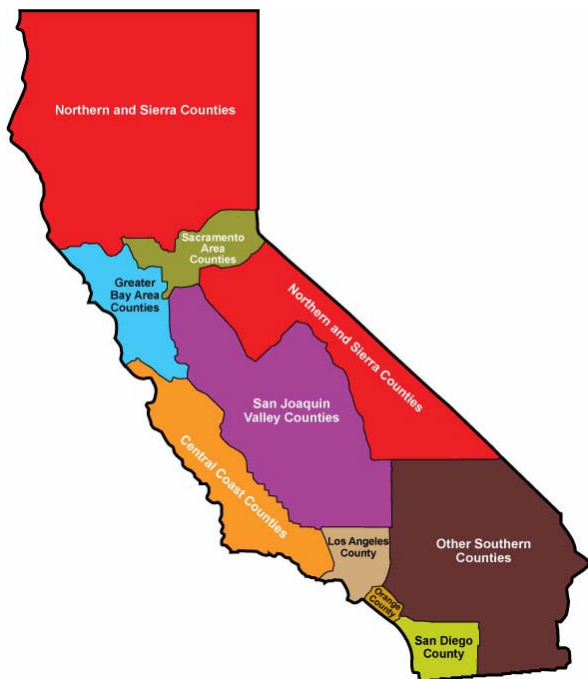 Northern and Sierra Counties
Sacramento
Area
Counties
Greater
Bay Area
Counties
Northern and Sierra Counties
San Joaquin
Valley Counties
Central Coast Counties
Los Angeles
County
Other Southern
Counties
Orange
County
San Diego
County